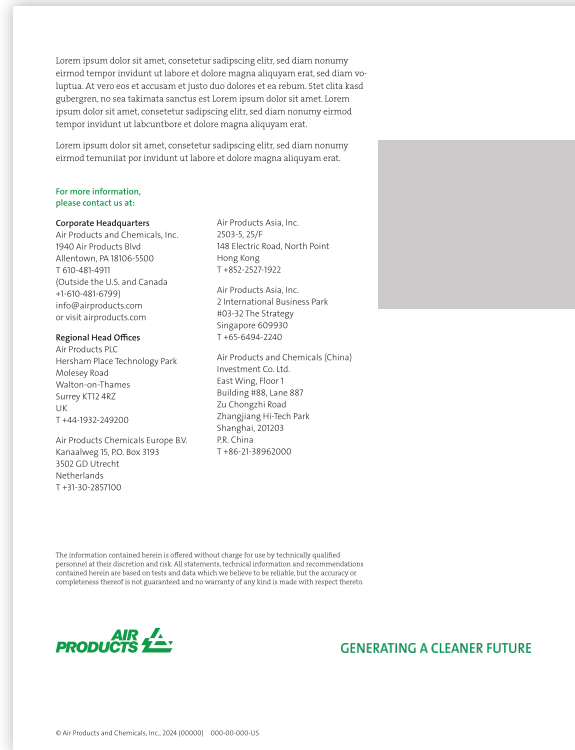 Lorem ipsum dolor sit amet, consetetur sadipscing elitr, sed diam nonumy
eirmod tempor invidunt ut labore et dolore magna aliquyam erat, sed diam vo-
luptua. At vero eos et accusam et justo duo dolores et ea rebum. Stet clita kasd
gubergren, no sea takimata sanctus est Lorem ipsum dolor sit amet. Lorem
ipsum dolor sit amet, consetetur sadipscing elitr, sed diam nonumy eirmod
tempor invidunt ut labcuntbore et dolore magna aliquyam erat.
Lorem ipsum dolor sit amet, consetetur sadipscing elitr, sed diam nonumy
eirmod temuniiat por invidunt ut labore et dolore magna aliquyam erat.
For more information,
please contact us at:
Corporate Headquarters
Air Products and Chemicals, Inc.
1940 Air Products Blvd
Allentown, PA 18106-5500
T 610-481-4911
(Outside the U.S. and Canada
+1-610-481-6799)
info@airproducts.com
or visit airproducts.com
Regional Head Offices
Air Products PLC
Hersham Place Technology Park
Molesey Road
Walton-on-Thames
Surrey KT12 4RZ
UK
T +44-1932-249200
Air Products Chemicals Europe B.V.
Kanaalweg 15, P.O. Box 3193
3502 GD Utrecht
Netherlands
T +31-30-2857100
Air Products Asia, Inc.
2503-5, 25/F
148 Electric Road, North Point
Hong Kong
T +852-2527-1922
Air Products Asia, Inc.
2 International Business Park
#03-32 The Strategy
Singapore 609930
T +65-6494-2240
Air Products and Chemicals (China)
Investment Co. Ltd.
East Wing, Floor 1
Building #88, Lane 887
Zu Chongzhi Road
Zhangjiang Hi-Tech Park
Shanghai, 201203
P.R. China
T +86-21-38962000
The information contained herein is offered without charge for use by technically qualified
personnel at their discretion and risk. All statements, technical information and recommendations
contained herein are based on tests and data which we believe to be reliable, but the accuracy or
completeness thereof is not guaranteed and no warranty of any kind is made with respect thereto.
AIR
PRODUCTS
GENERATING A CLEANER FUTURE
© Air Products and Chemicals, Inc., 2024 (00000) 000-00-000-US